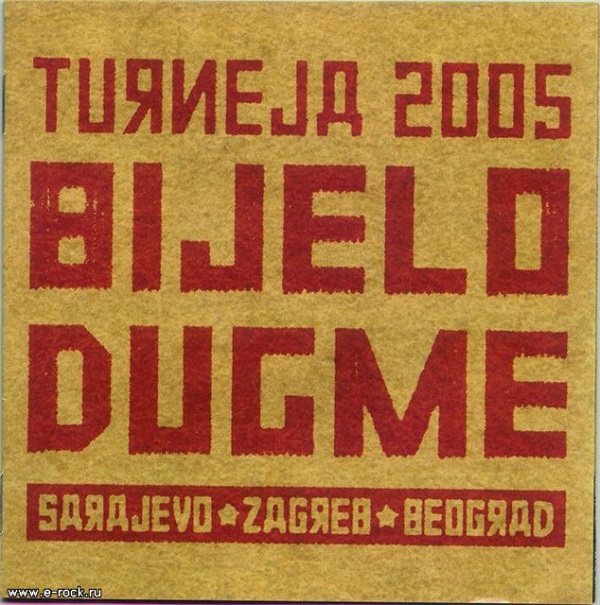 TURNEJA 2005
BIJELO
DUGME
SARAJEVO★ZAGREB★BEOGRAD
www.e-rock.ru